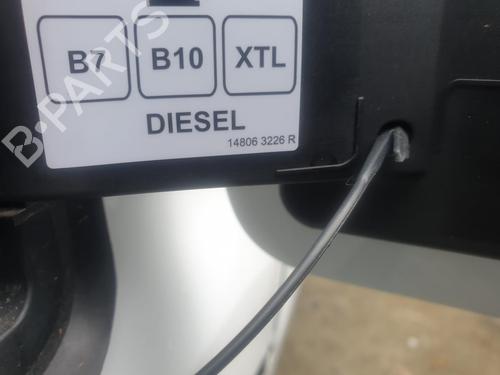 B7 B10 XTL
DIESEL
14806 3226 R
B-PARTS